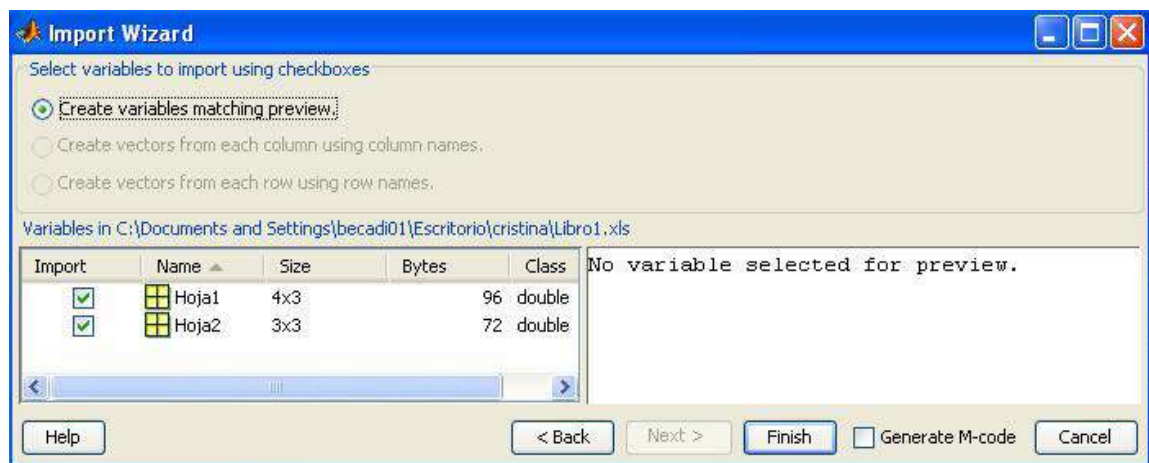 Import Wizard
Select variables to import using checkboxes
Create variables matching preview.
Create vectors from each column using column names.
Create vectors from each row using row names.
Variables in C:\Documents and Settings\becadi01\Escritorio\cristina\Libro1.xls
Import Name Size Bytes Class
Hoja1 4x3 96 double
Hoja2 3x3 72 double
No variable selected for preview.
Help < Back Next > Finish Generate M-code Cancel